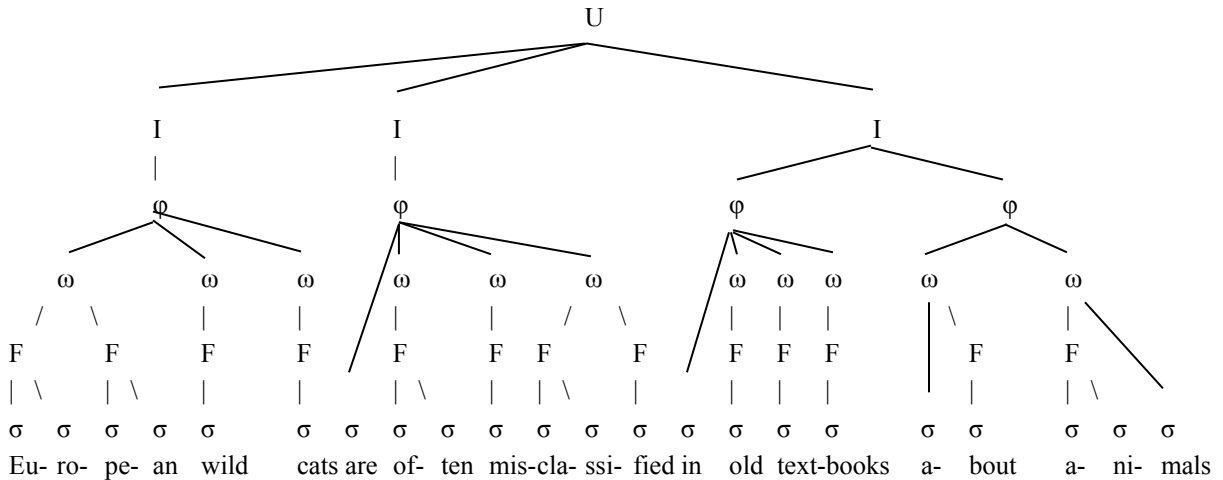 U
I I I
φ φ φ φ
ω ω ω ω ω ω ω ω ω ω ω
F F F F F F F F F F F F F
σ σ σ σ σ σ σ σ σ σ σ σ σ σ σ σ σ σ σ σ σ σ
Eu- ro- pe- an wild cats are of- ten mis-cla- ssi- fied in old text-books a- bout a- ni- mals